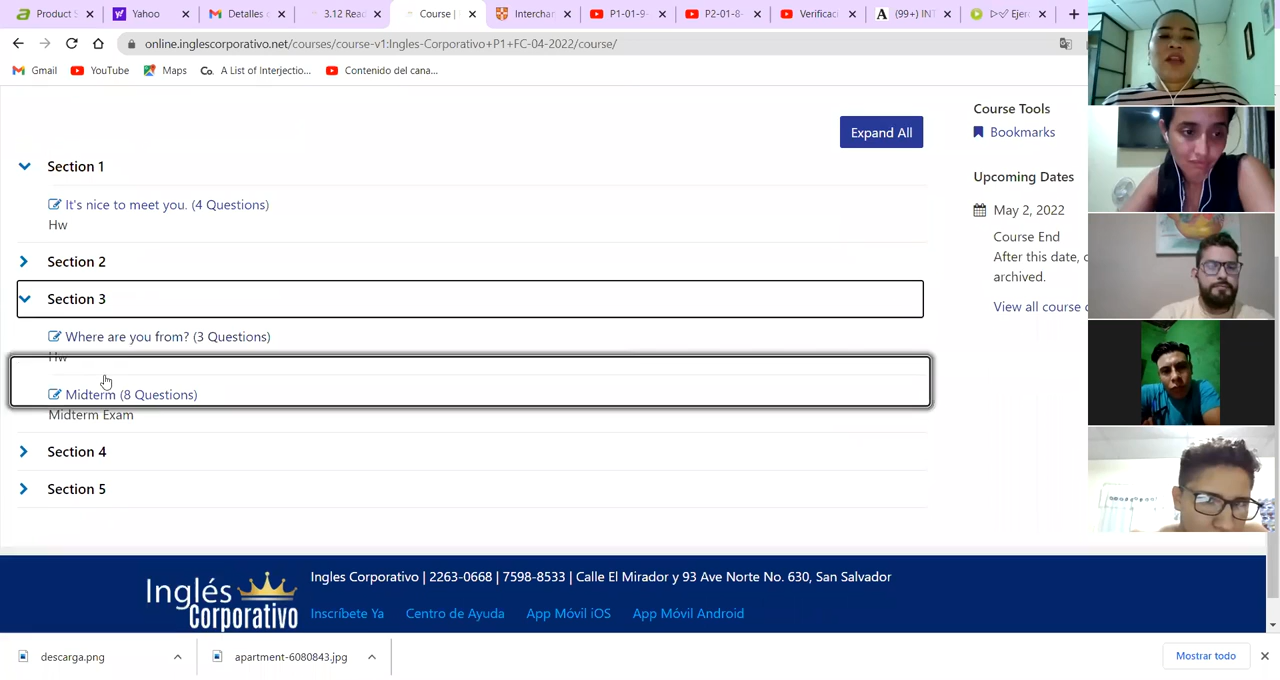 Product S
Yahoo
Detalles d
3.12 Read
Course |
Interchan
P1-01-9-
P2-01-8-
Verificaci
(99+) INT
Ejerc
online.inglescorporativo.net/courses/course-v1:Ingles-Corporativo+P1+FC-04-2022/course/
Gmail
YouTube
Maps
Co. A List of Interjectio...
Contenido del cana...
Course Tools
Expand All
Bookmarks
Section 1
Upcoming Dates
It's nice to meet you. (4 Questions)
May 2, 2022
Hw
Course End
After this date,
archived.
Section 2
Section 3
View all course
Where are you from? (3 Questions)
Hw
Midterm (8 Questions)
Midterm Exam
Section 4
Section 5
Inglés Corporativo
Ingles Corporativo | 2263-0668 | 7598-8533 | Calle El Mirador y 93 Ave Norte No. 630, San Salvador
Inscríbete Ya
Centro de Ayuda
App Móvil iOS
App Móvil Android
descarga.png
apartment-6080843.jpg
Mostrar todo